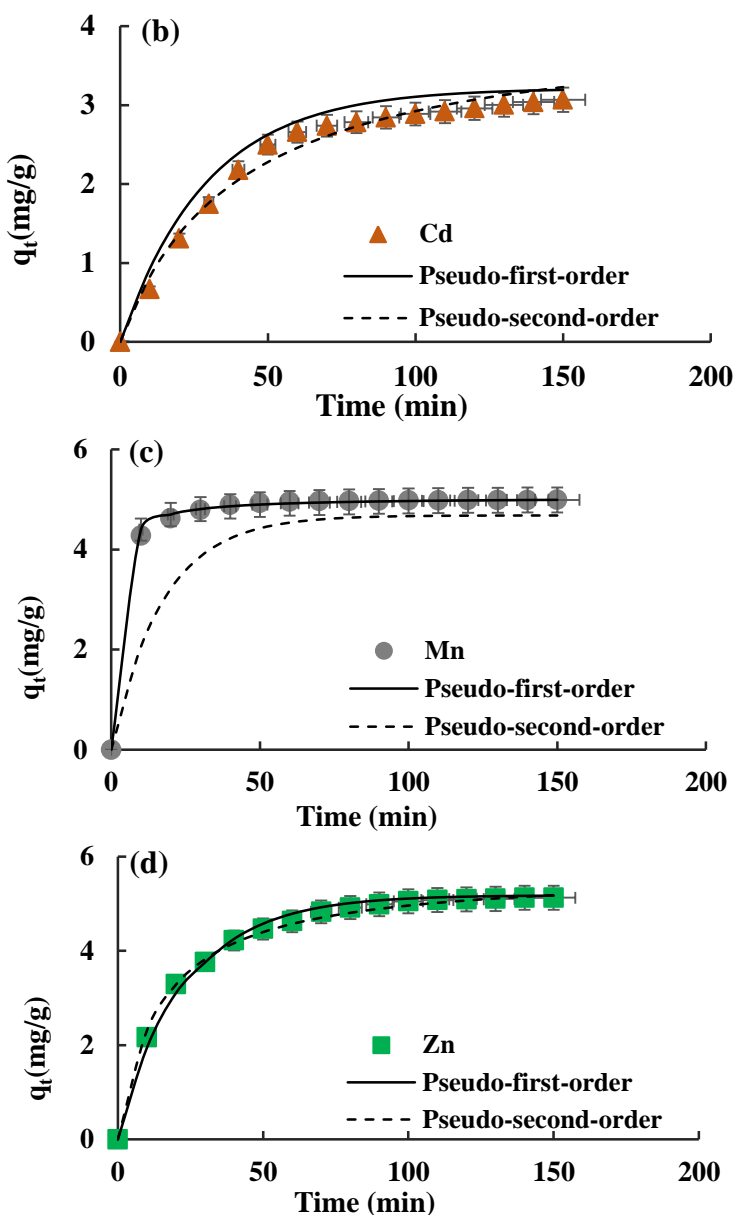 (b)
4
3
2
1
0
qt(mg/g)
Cd
Pseudo-first-order
Pseudo-second-order
0 50 100 150 200
Time (min)
(c)
6
4
2
0
qt(mg/g)
Mn
Pseudo-first-order
Pseudo-second-order
0 50 100 150 200
Time (min)
(d)
6
4
2
0
qt(mg/g)
Zn
Pseudo-first-order
Pseudo-second-order
0 50 100 150 200
Time (min)